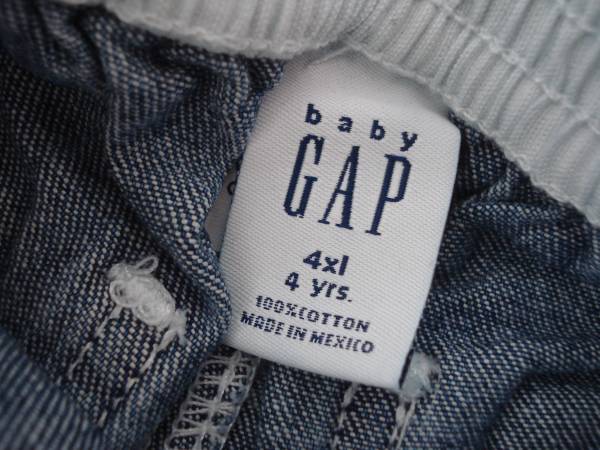 baby
GAP
4xl
4 yrs.
100% COTTON
MADE IN MEXICO